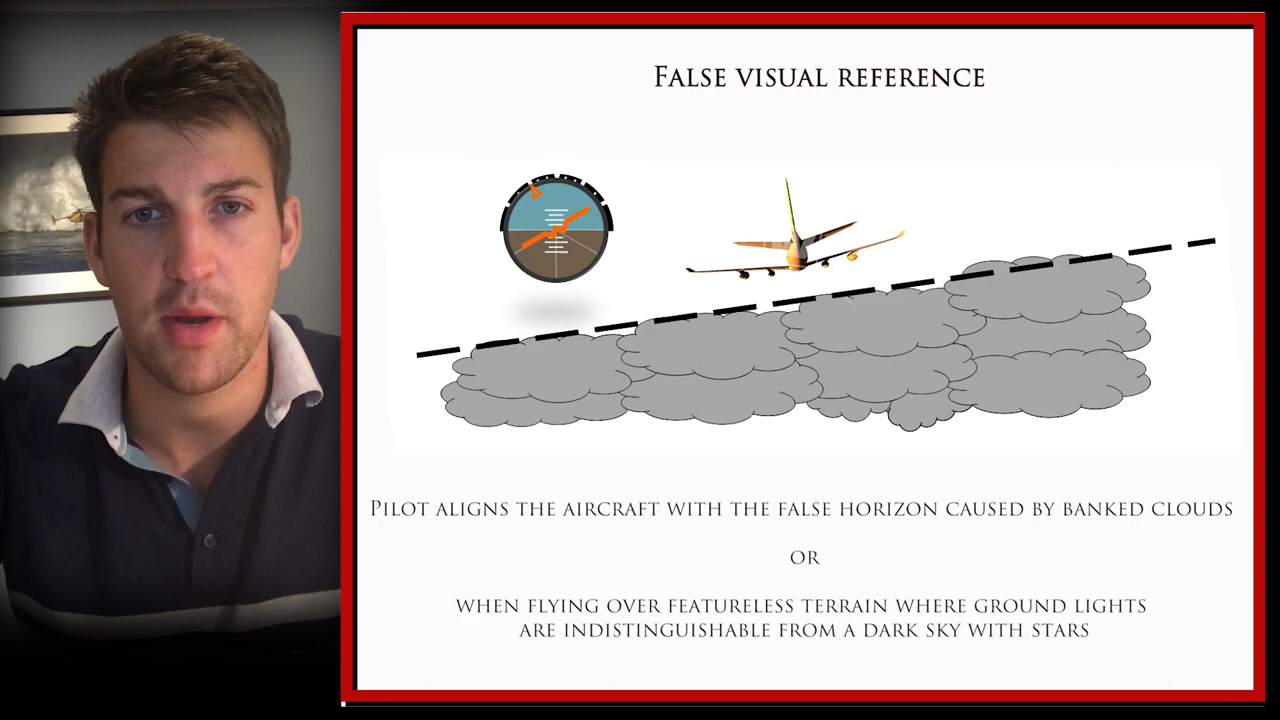 False visual reference
Pilot aligns the aircraft with the false horizon caused by banked clouds
or
when flying over featureless terrain where ground lights
are indistinguishable from a dark sky with stars